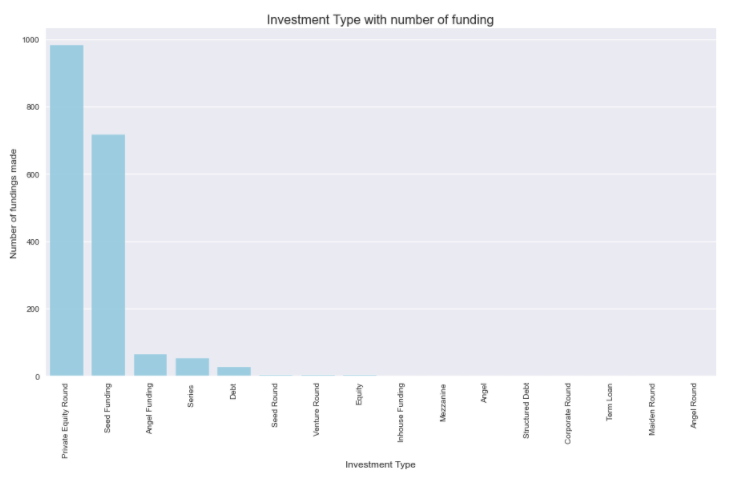 Investment Type with number of funding
1000
800
600
400
200
0
Number of fundings made
Private Equity Round
Seed Funding
Angel Funding
Series
Debt
Seed Round
Venture Round
Equity
Inhouse Funding
Mezzanine
Angel
Structured Debt
Corporate Round
Term Loan
Maiden Round
Angel Round
Investment Type